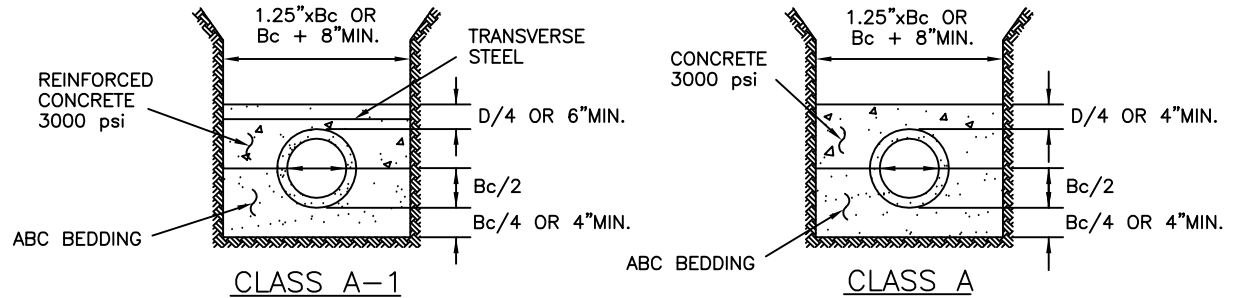 1.25”xBc OR
Bc + 8”MIN.
TRANSVERSE
STEEL
REINFORCED
CONCRETE
3000 psi
D/4 OR 6”MIN.
Bc/2
Bc/4 OR 4”MIN.
ABC BEDDING
CLASS A-1
1.25”xBc OR
Bc + 8”MIN.
CONCRETE
3000 psi
D/4 OR 4”MIN.
Bc/2
Bc/4 OR 4”MIN.
ABC BEDDING
CLASS A